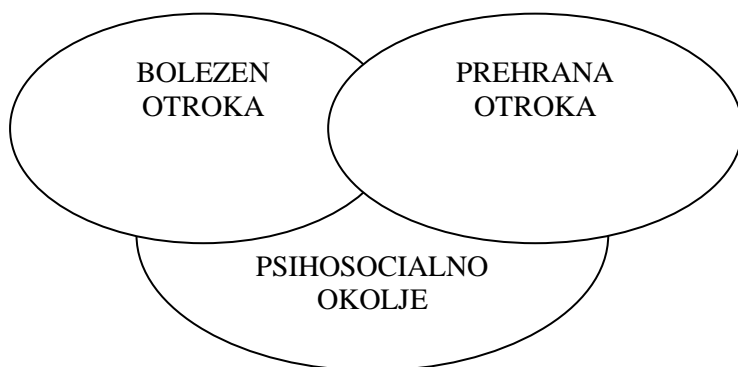 BOLEZEN
OTROKA
PREHRANA
OTROKA
PSIHOSOCIALNO
OKOLJE